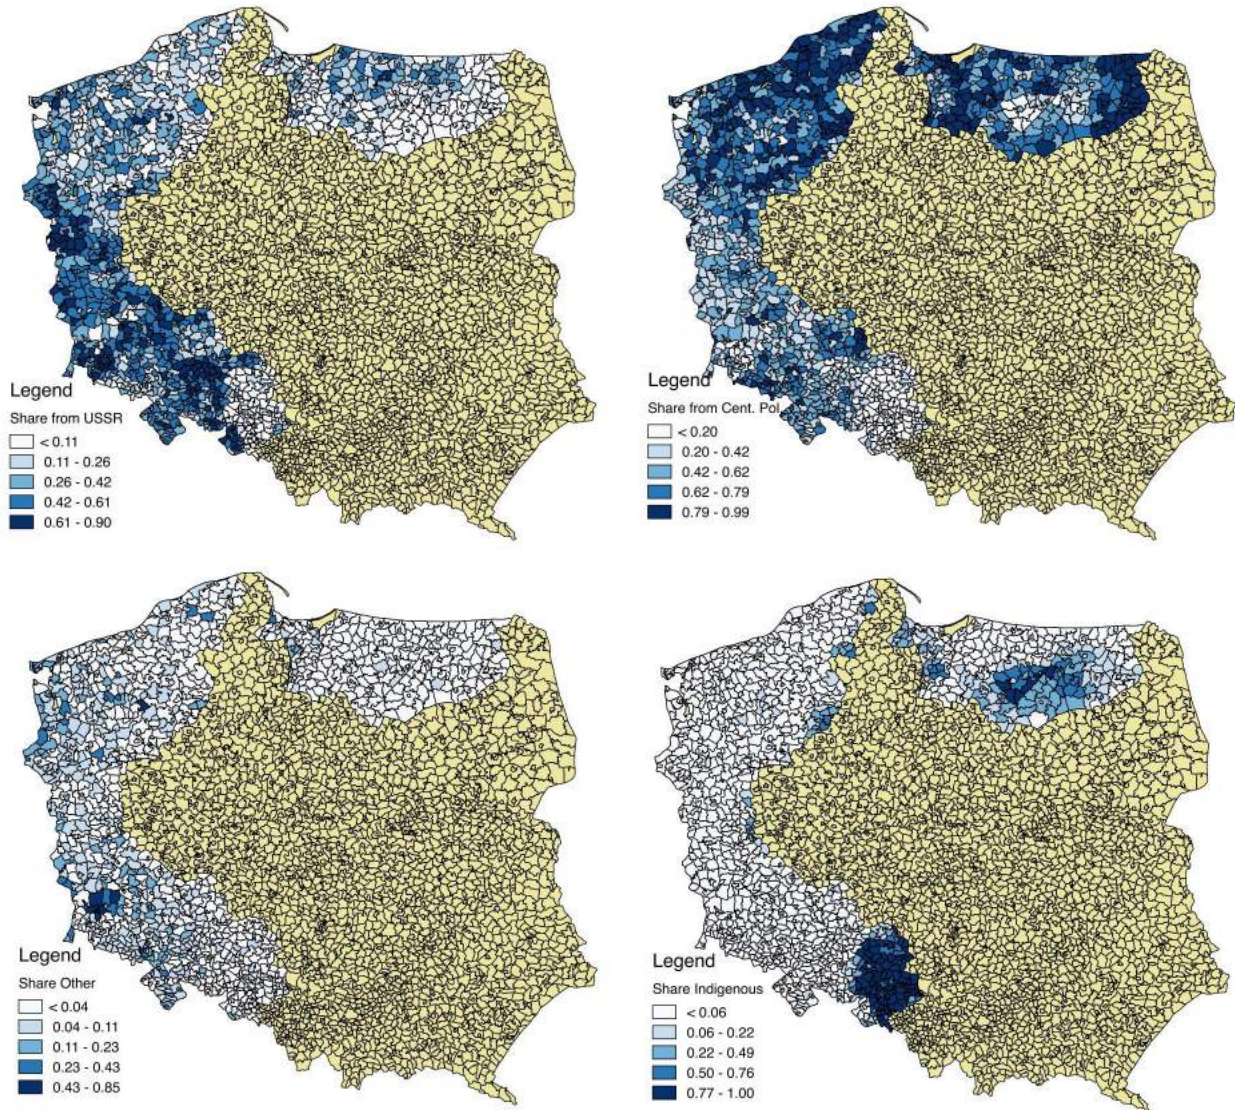 Legend
Share from USSR
< 0.11
0.11 - 0.26
0.26 - 0.42
0.42 - 0.61
0.61 - 0.90
Legend
Share from Cent. Pol.
< 0.20
0.20 - 0.42
0.42 - 0.62
0.62 - 0.79
0.79 - 0.99
Legend
Share Other
< 0.04
0.04 - 0.11
0.11 - 0.23
0.23 - 0.43
0.43 - 0.85
Legend
Share Indigenous
< 0.06
0.06 - 0.22
0.22 - 0.49
0.50 - 0.76
0.77 - 1.00